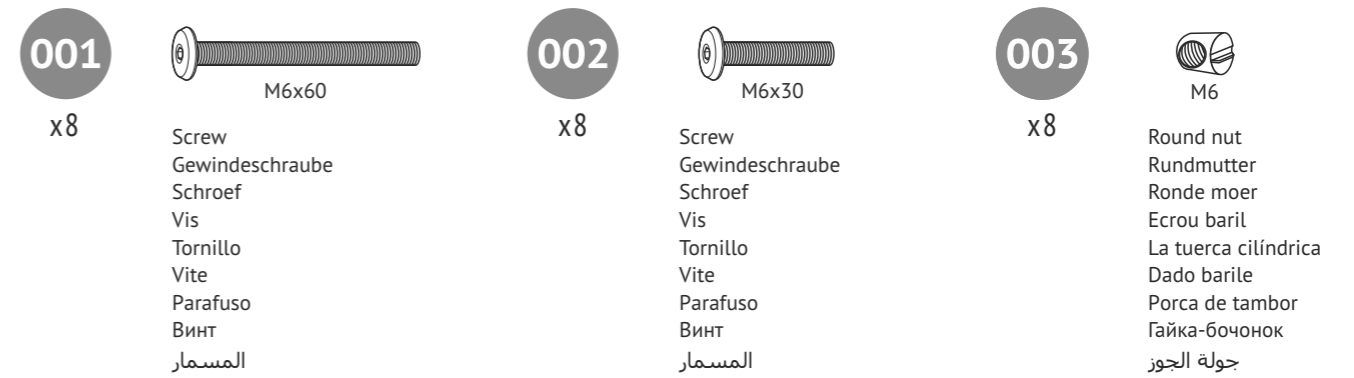 001
x8
M6x60
Screw
Gewindeschraube
Schroef
Vis
Tornillo
Vite
Parafuso
Винт
المسمار
002
x8
M6x30
Screw
Gewindeschraube
Schroef
Vis
Tornillo
Vite
Parafuso
Винт
المسمار
003
x8
M6
Round nut
Rundmutter
Ronde moer
Ecrou baril
La tuerca cilíndrica
Dado barile
Porca de tambor
Гайка-бочонок
جولة الجوز